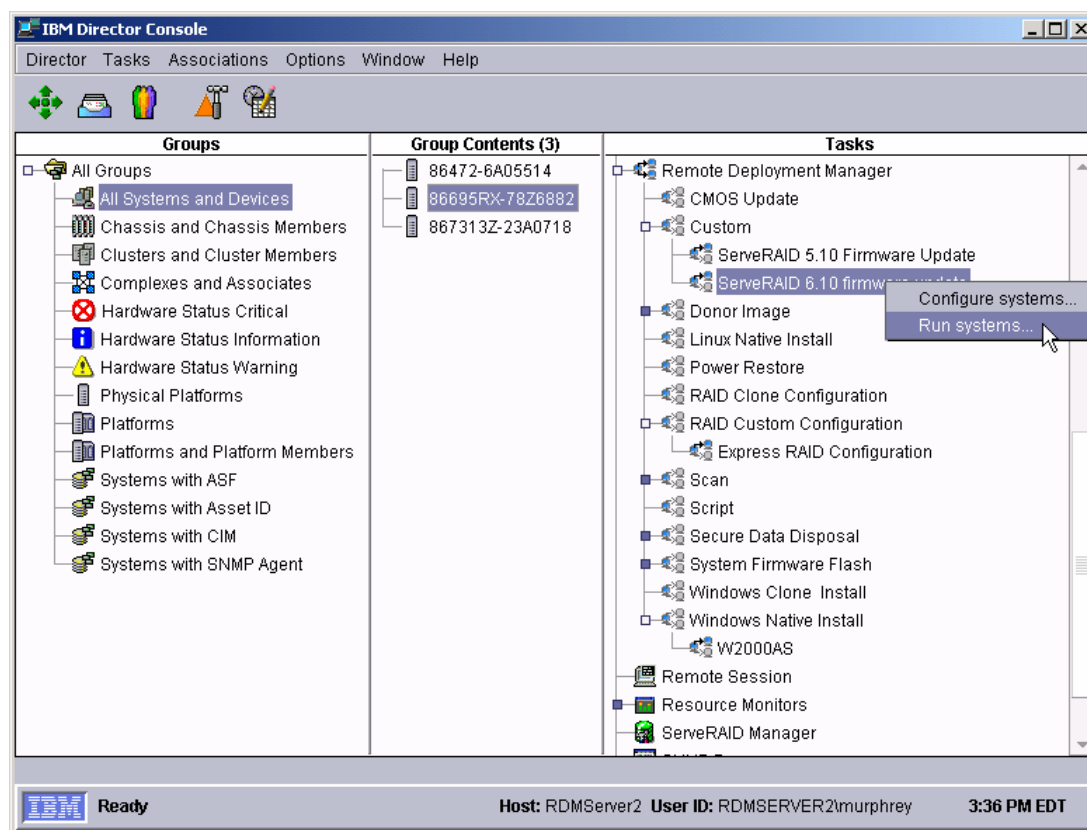 IBM Director Console
Director Tasks Associations Options Window Help
Groups
All Groups
All Systems and Devices
Chassis and Chassis Members
Clusters and Cluster Members
Complexes and Associates
Hardware Status Critical
Hardware Status Information
Hardware Status Warning
Physical Platforms
Platforms
Platforms and Platform Members
Systems with ASF
Systems with Asset ID
Systems with CIM
Systems with SNMP Agent
Group Contents (3)
86472-6A05514
86695RX-78Z6882
867313Z-23A0718
Tasks
Remote Deployment Manager
CMOS Update
Custom
ServeRAID 5.10 Firmware Update
ServeRAID 6.10 firmware update
Configure systems...
Run systems...
Donor Image
Linux Native Install
Power Restore
RAID Clone Configuration
RAID Custom Configuration
Express RAID Configuration
Scan
Script
Secure Data Disposal
System Firmware Flash
Windows Clone Install
Windows Native Install
W2000AS
Remote Session
Resource Monitors
ServeRAID Manager
IBM Ready Host: RDMServer2 User ID: RDMSERVER2\murphrey 3:36 PM EDT